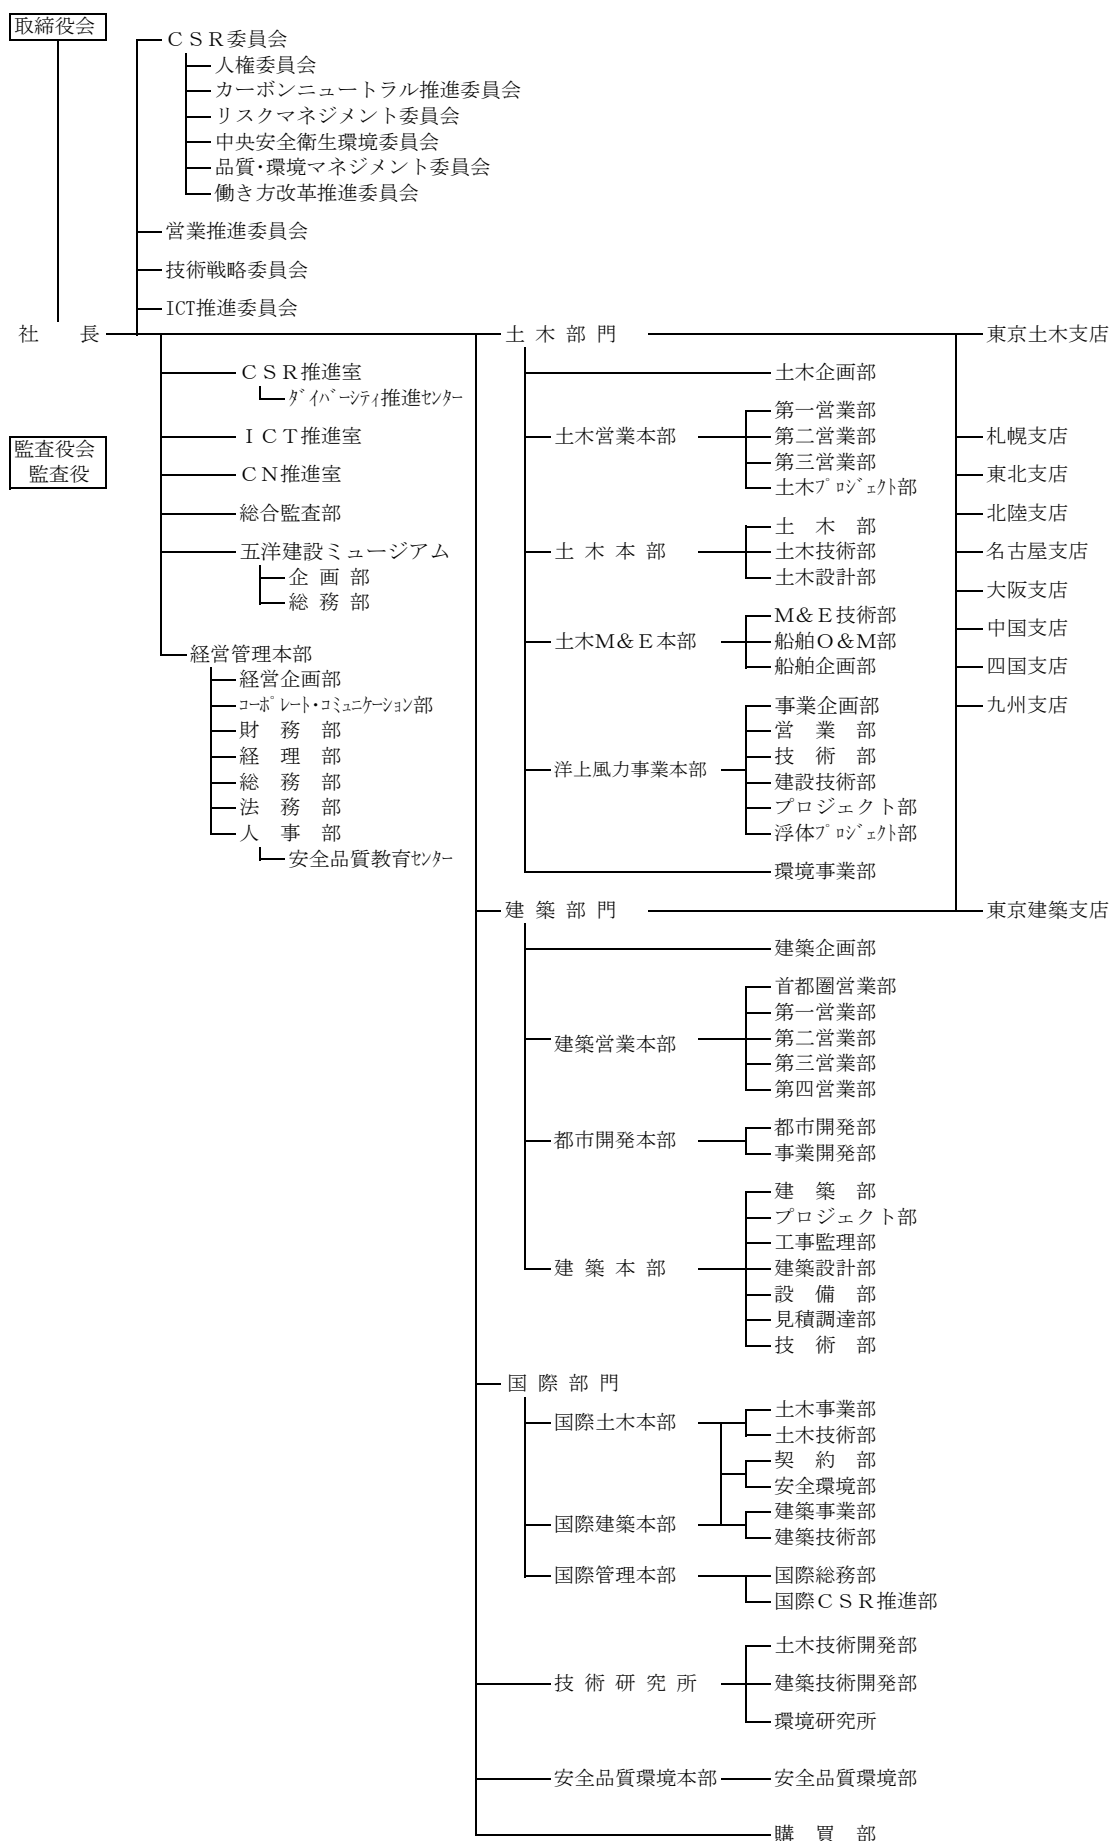 取締役会
CSR委員会
人権委員会
カーボンニュートラル推進委員会
リスクマネジメント委員会
中央安全衛生環境委員会
品質・環境マネジメント委員会
働き方改革推進委員会
営業推進委員会
技術戦略委員会
ICT推進委員会
社長
監査役会
監査役
CSR推進室
ダイバーシティ推進センター
ICT推進室
CN推進室
総合監査部
五洋建設ミュージアム
企画部
総務部
経営管理本部
経営企画部
コーポレート・コミュニケーション部
財務部
経理部
総務部
法務部
人事部
安全品質教育センター
土木部門
土木企画部
土木営業本部
第一営業部
第二営業部
第三営業部
土木プロジェクト部
土木本部
土木部
土木技術部
土木設計部
土木M&E本部
M&E技術部
船舶O&M部
船舶企画部
洋上風力事業本部
事業企画部
営業部
技術部
建設技術部
プロジェクト部
浮体プロジェクト部
環境事業部
東京土木支店
札幌支店
東北支店
北陸支店
名古屋支店
大阪支店
中国支店
四国支店
九州支店
東京建築支店
建築部門
建築企画部
建築営業本部
首都圏営業部
第一営業部
第二営業部
第三営業部
第四営業部
都市開発本部
都市開発部
事業開発部
建築本部
建築部
プロジェクト部
工事監理部
建築設計部
設備部
見積調達部
技術部
国際部門
国際土木本部
土木事業部
土木技術部
契約部
安全環境部
国際建築本部
建築事業部
建築技術部
国際管理本部
国際総務部
国際CSR推進部
技術研究所
土木技術開発部
建築技術開発部
環境研究所
安全品質環境本部
安全品質環境部
購買部